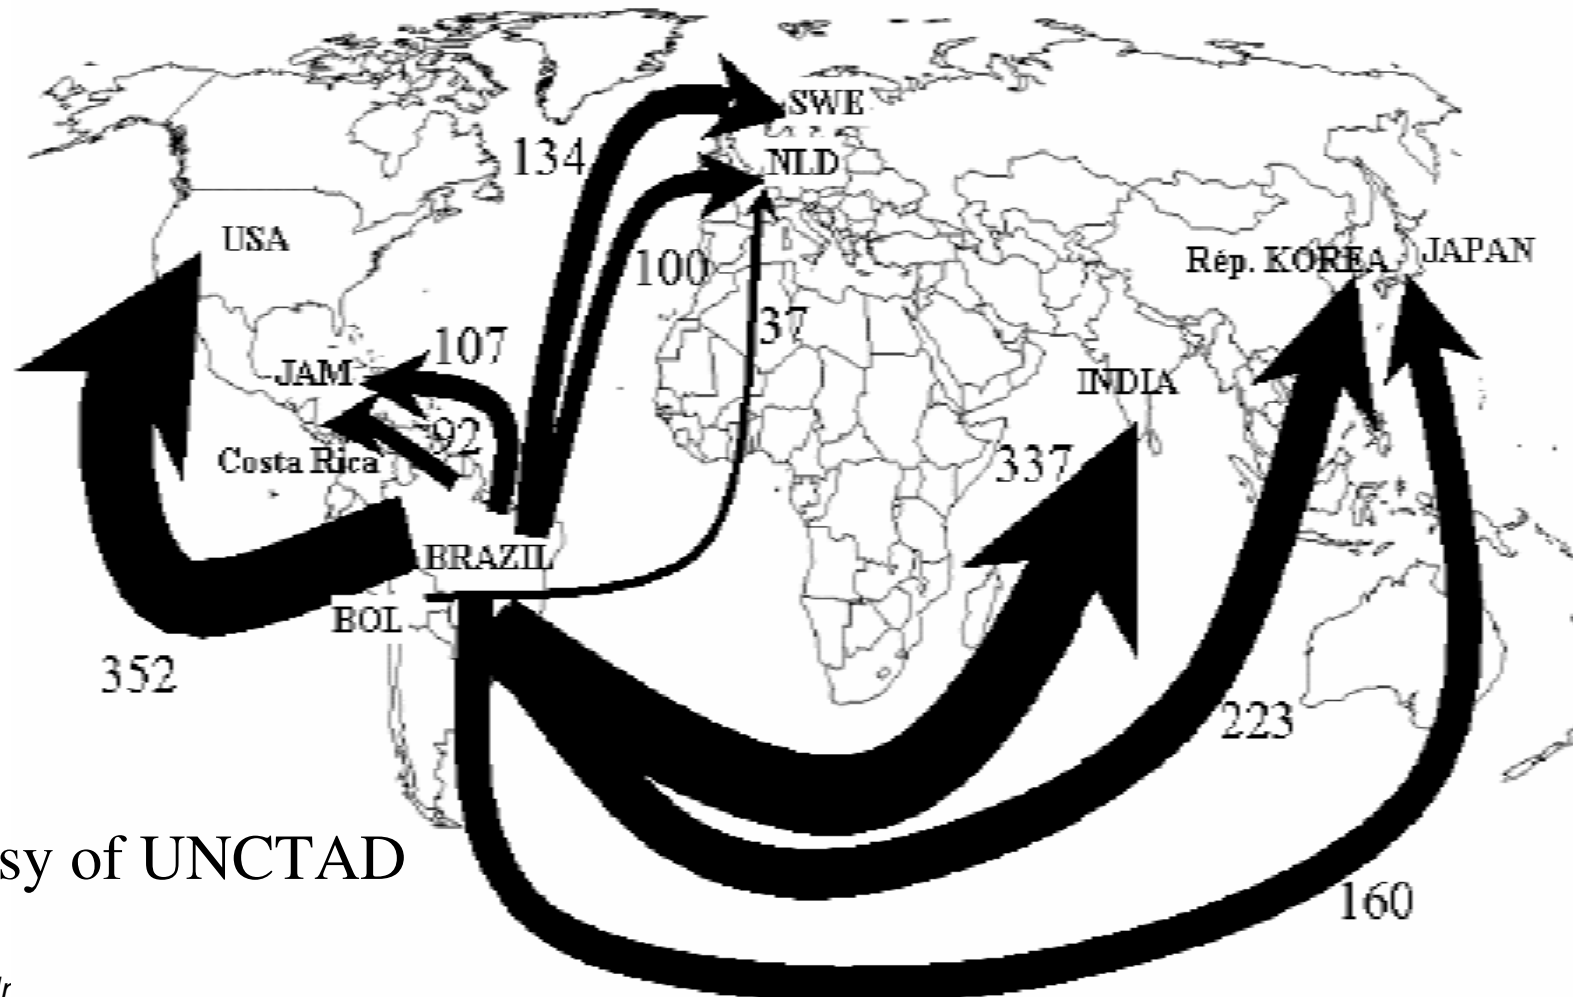 SWE
134
NLD
USA
100
Rép. KOREA
JAPAN
37
107
JAM
INDIA
92
Costa Rica
337
BRAZIL
BOL
352
223
sy of UNCTAD
160